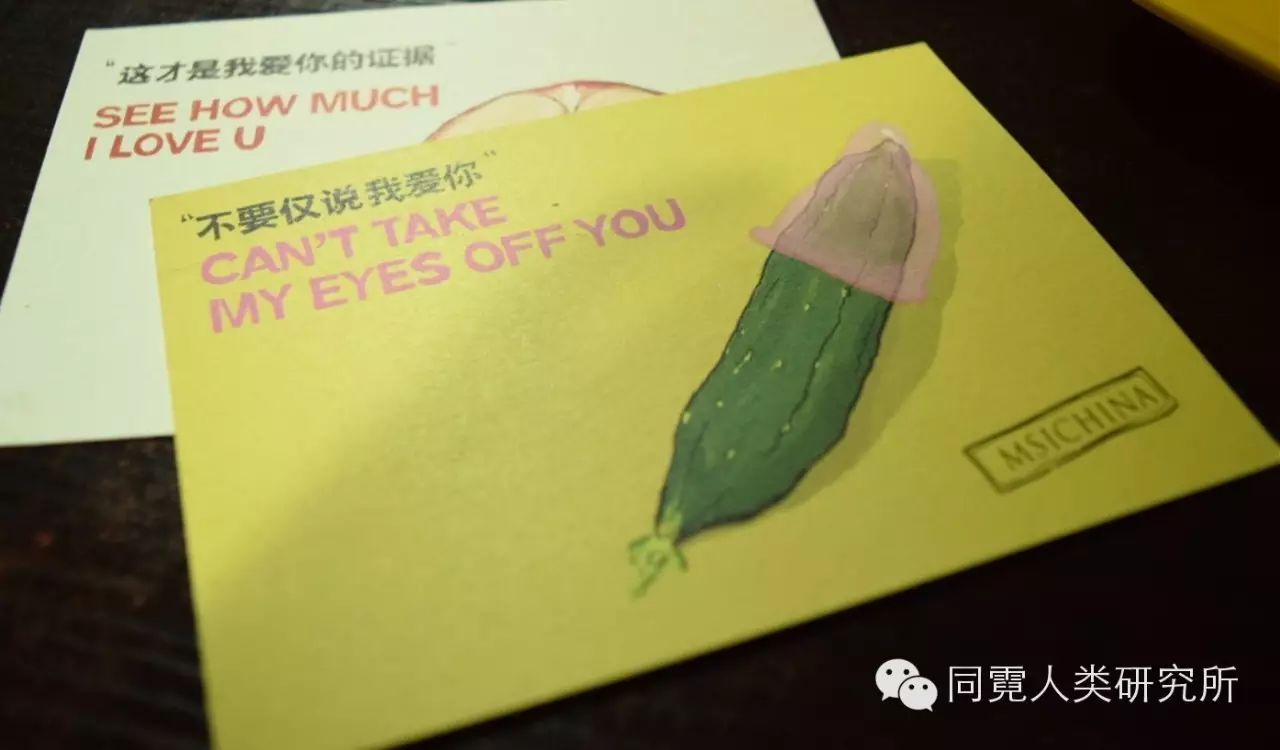 “这才是我爱你的证据
SEE HOW MUCH
I LOVE U
“不要仅说我爱你”
CAN'T TAKE
MY EYES OFF YOU
MSICHINA
同霓人类研究所